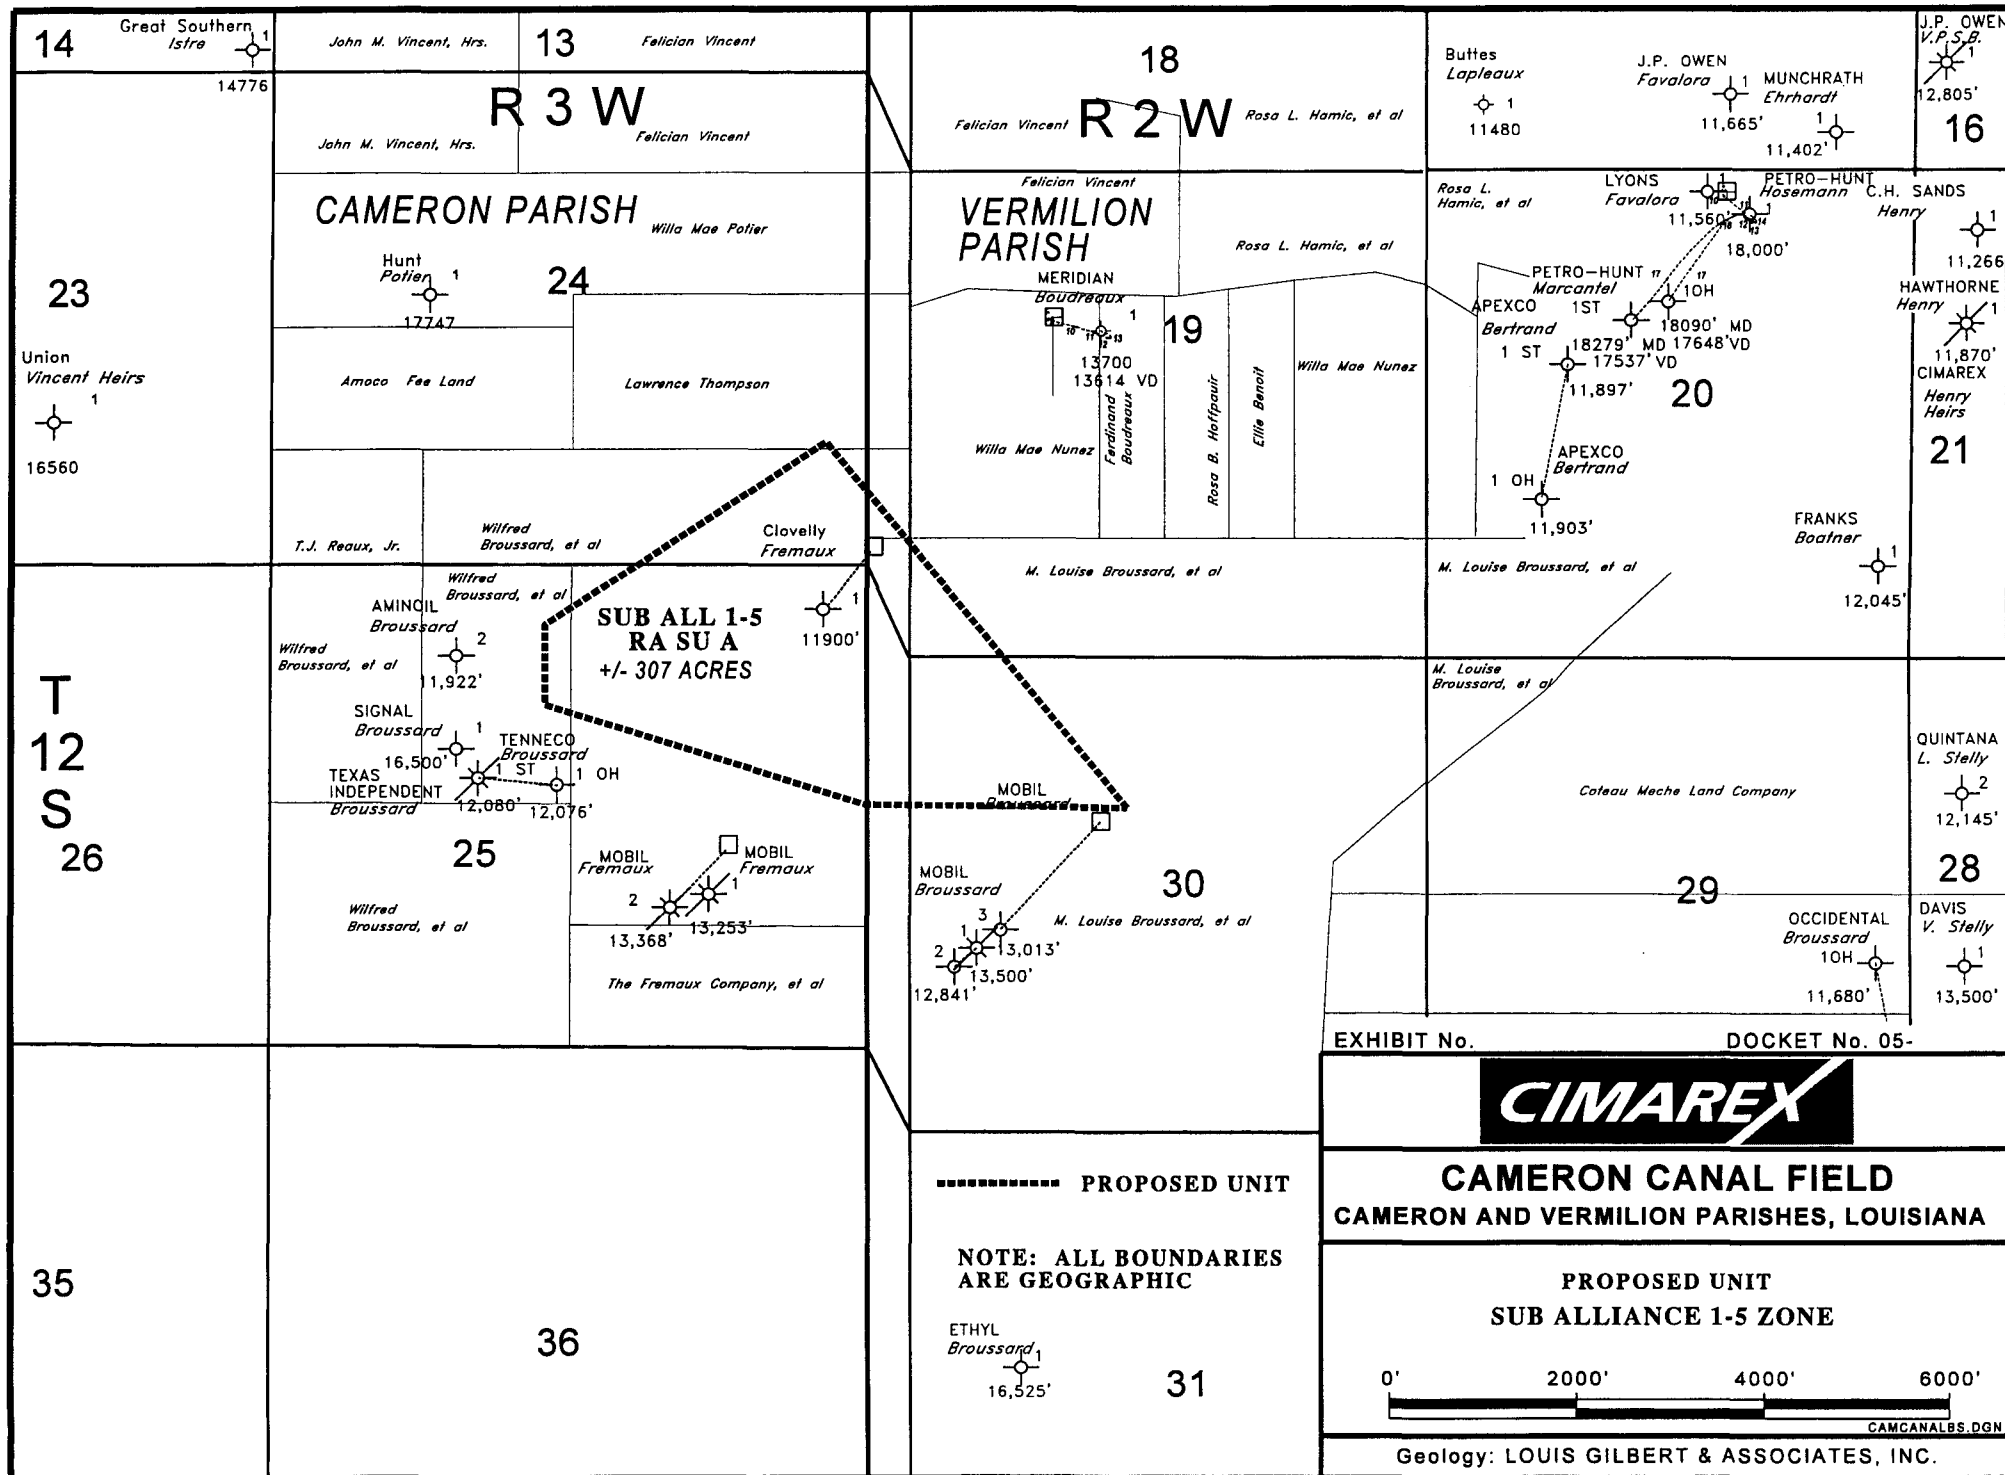 14
Great Southern
Istre
1
14776
John M. Vincent, Hrs.
13
Felician Vincent
R 3 W
John M. Vincent, Hrs.
Felician Vincent
18
Felician Vincent
R 2 W
Rosa L. Hamic, et al
Buttes
Lapleaux
1
11480
J.P. OWEN
Favalora
1
11,665'
MUNCHRATH
Ehrhardt
1
11,402'
J.P. OWEN
V.P.S.B.
1
12,805'
16
CAMERON PARISH
Willa Mae Potier
Hunt
Potier
1
17747
24
23
Union
Vincent Heirs
1
16560
Amoco Fee Land
Lawrence Thompson
Felician Vincent
VERMILION
PARISH
Rosa L. Hamic, et al
MERIDIAN
Boudreaux
1
10
11
12
13
13700
13614 VD
19
Willa Mae Nunez
Ferdinand
Boudreaux
Rosa B. Hoffpauir
Ellie Benoit
Willa Mae Nunez
Rosa L.
Hamic, et al
LYONS
Favalora
1
11,560'
PETRO-HUNT
Hosemann
1
18,000'
C.H. SANDS
Henry
1
11,266
PETRO-HUNT
Marcantel
17
17
1ST
1OH
18090' MD
17648'VD
18279' MD
17537'VD
APEXCO
Bertrand
1 ST
11,897'
20
APEXCO
Bertrand
1 OH
11,903'
HAWTHORNE
Henry
1
11,870'
CIMAREX
Henry
Heirs
21
FRANKS
Boatner
1
12,045'
T.J. Reaux, Jr.
Wilfred
Broussard, et al
Clovelly
Fremaux
1
11900'
M. Louise Broussard, et al
M. Louise Broussard, et al
Wilfred
Broussard, et al
AMINOIL
Broussard
2
11,922'
Wilfred
Broussard, et al
SUB ALL 1-5
RA SU A
+/- 307 ACRES
M. Louise
Broussard, et al
T
12
S
SIGNAL
Broussard
1
16,500'
TENNECO
Broussard
1 ST
1 OH
TEXAS
INDEPENDENT
Broussard
12,080'
12,076'
26
25
MOBIL
Fremaux
2
13,368'
MOBIL
Fremaux
1
13,253'
Wilfred
Broussard, et al
The Fremaux Company, et al
MOBIL
Broussard
MOBIL
Broussard
3
1
2
13,013'
13,500'
12,841'
30
M. Louise Broussard, et al
Coteau Meche Land Company
29
QUINTANA
L. Stelly
2
12,145'
28
OCCIDENTAL
Broussard
1OH
11,680'
DAVIS
V. Stelly
1
13,500'
EXHIBIT No.
DOCKET No. 05-
35
36
PROPOSED UNIT
NOTE: ALL BOUNDARIES
ARE GEOGRAPHIC
ETHYL
Broussard
1
16,525'
31
CIMAREX
CAMERON CANAL FIELD
CAMERON AND VERMILION PARISHES, LOUISIANA
PROPOSED UNIT
SUB ALLIANCE 1-5 ZONE
0'
2000'
4000'
6000'
CAMCANALBS.DGN
Geology: LOUIS GILBERT & ASSOCIATES, INC.